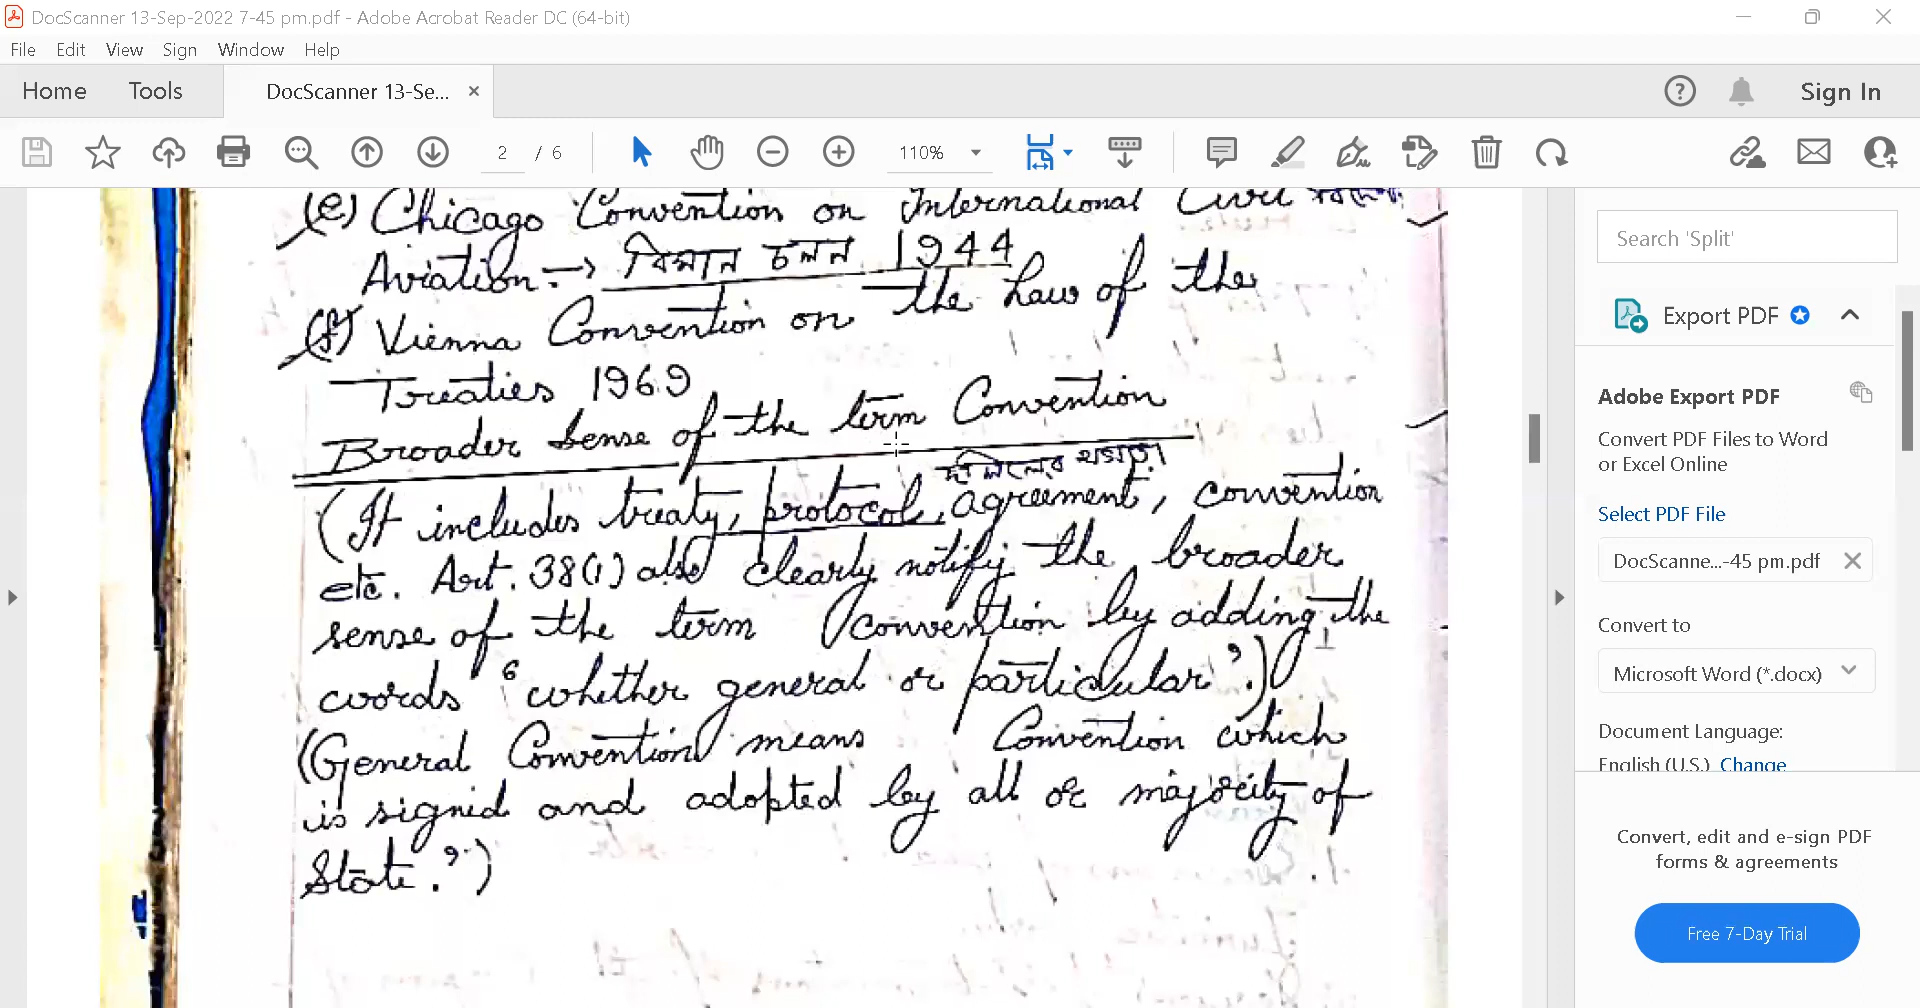 DocScanner 13-Sep-2022 7-45 pm.pdf - Adobe Acrobat Reader DC (64-bit)
File Edit View Sign Window Help
Home Tools DocScanner 13-Se... × Sign In
2 / 6 110%
(e) Chicago Convention on International Civil
Aviation.→ বিমান চলন 1944
(f) Vienna Convention on the Law of the
Treaties 1969
Broader Sense of the term Convention
(It includes treaty, protocol, agreement, convention
etc. Art. 38(1) also clearly notify the broader
sense of the term convention by adding the
words 'whether general or particular'.)
(General Convention means Convention which
is signed and adopted by all or majority of
State.')
Search 'Split'
Export PDF
Adobe Export PDF
Convert PDF Files to Word
or Excel Online
Select PDF File
DocScanne...-45 pm.pdf
Convert to
Microsoft Word (*.docx)
Document Language:
English (U.S.) Change
Convert, edit and e-sign PDF
forms & agreements
Free 7-Day Trial